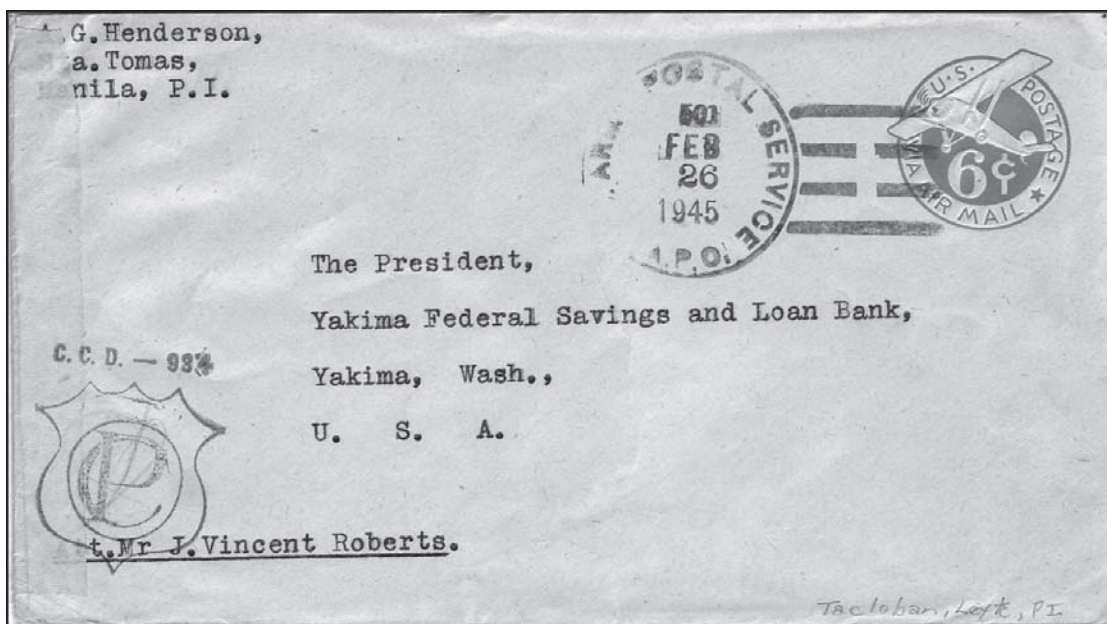 G.Henderson,
a.Tomas,
nila, P.I.
POSTAL SERVICE
FEB
26
1945
A.P.O.
U.S. POSTAGE
6¢
VIA AIR MAIL
The President,
Yakima Federal Savings and Loan Bank,
Yakima, Wash.,
U. S. A.
C. C. D. —
t.Mr J.Vincent Roberts.
Tacloban, Leyte, P.I.